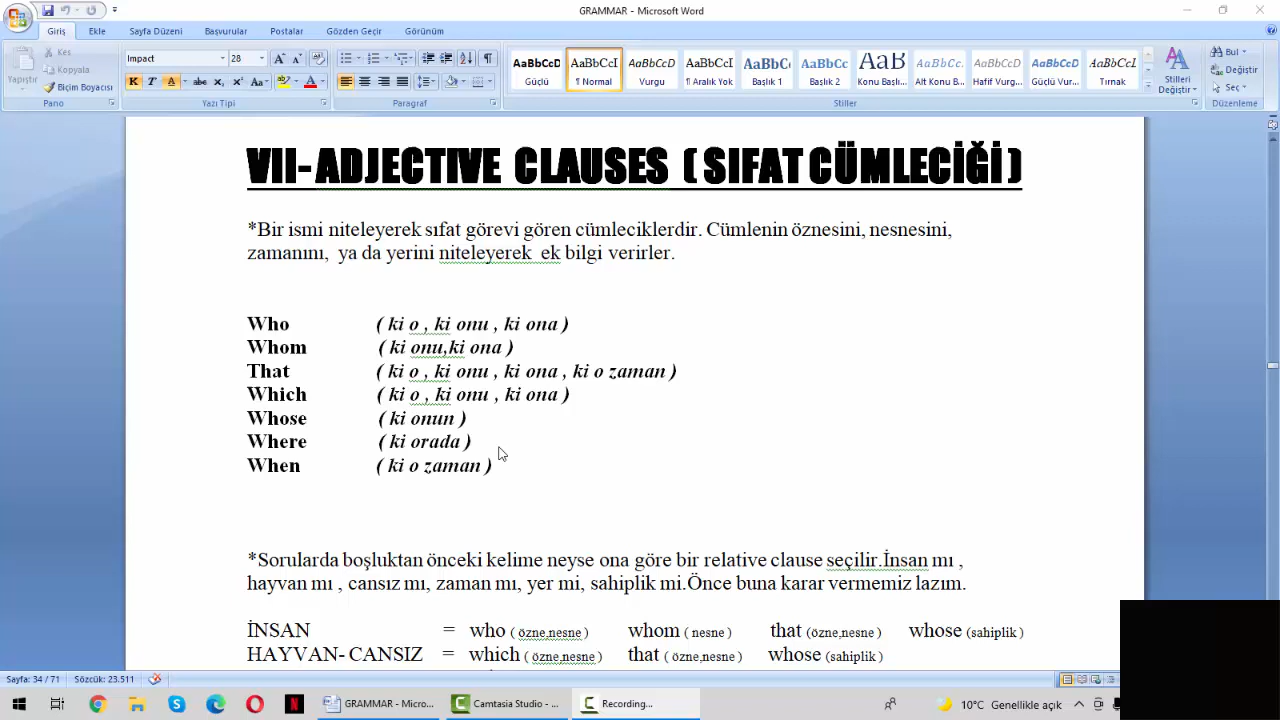 GRAMMAR - Microsoft Word
Giriş Ekle Sayfa Düzeni Başvurular Postalar Gözden Geçir Görünüm
Yapıştır
Kes
Kopyala
Biçim Boyacısı
Pano
Impact 28
K T A abc x₂ x² Aa
Yazı Tipi
Paragraf
AaBbCcD AaBbCcI AaBbCcD AaBbCcI AaBbC AaBbCc AaB AaBbCc. AaBbCcD AaBbCcD AaBbCcI
Güçlü ¶ Normal Vurgu ¶ Aralık Yok Başlık 1 Başlık 2 Konu Başlı... Alt Konu B... Hafif Vurg... Güçlü Vur... Tırnak
Stilleri Değiştir
Stiller
Bul
Değiştir
Seç
Düzenleme
VII- ADJECTIVE CLAUSES ( SIFAT CÜMLECİĞİ )
*Bir ismi niteleyerek sıfat görevi gören cümleciklerdir. Cümlenin öznesini, nesnesini,
zamanını, ya da yerini niteleyerek ek bilgi verirler.
Who ( ki o , ki onu , ki ona )
Whom ( ki onu,ki ona )
That ( ki o , ki onu , ki ona , ki o zaman )
Which ( ki o , ki onu , ki ona )
Whose ( ki onun )
Where ( ki orada )
When ( ki o zaman )
*Sorularda boşluktan önceki kelime neyse ona göre bir relative clause seçilir.İnsan mı ,
hayvan mı , cansız mı, zaman mı, yer mi, sahiplik mi.Önce buna karar vermemiz lazım.
İNSAN = who ( özne,nesne ) whom ( nesne ) that (özne,nesne ) whose (sahiplik )
HAYVAN- CANSIZ = which ( özne,nesne ) that ( özne,nesne ) whose (sahiplik )
Sayfa: 34 / 71 Sözcük: 23.511
GRAMMAR - Micro... Camtasia Studio - ... Recording... 10°C Genellikle açık